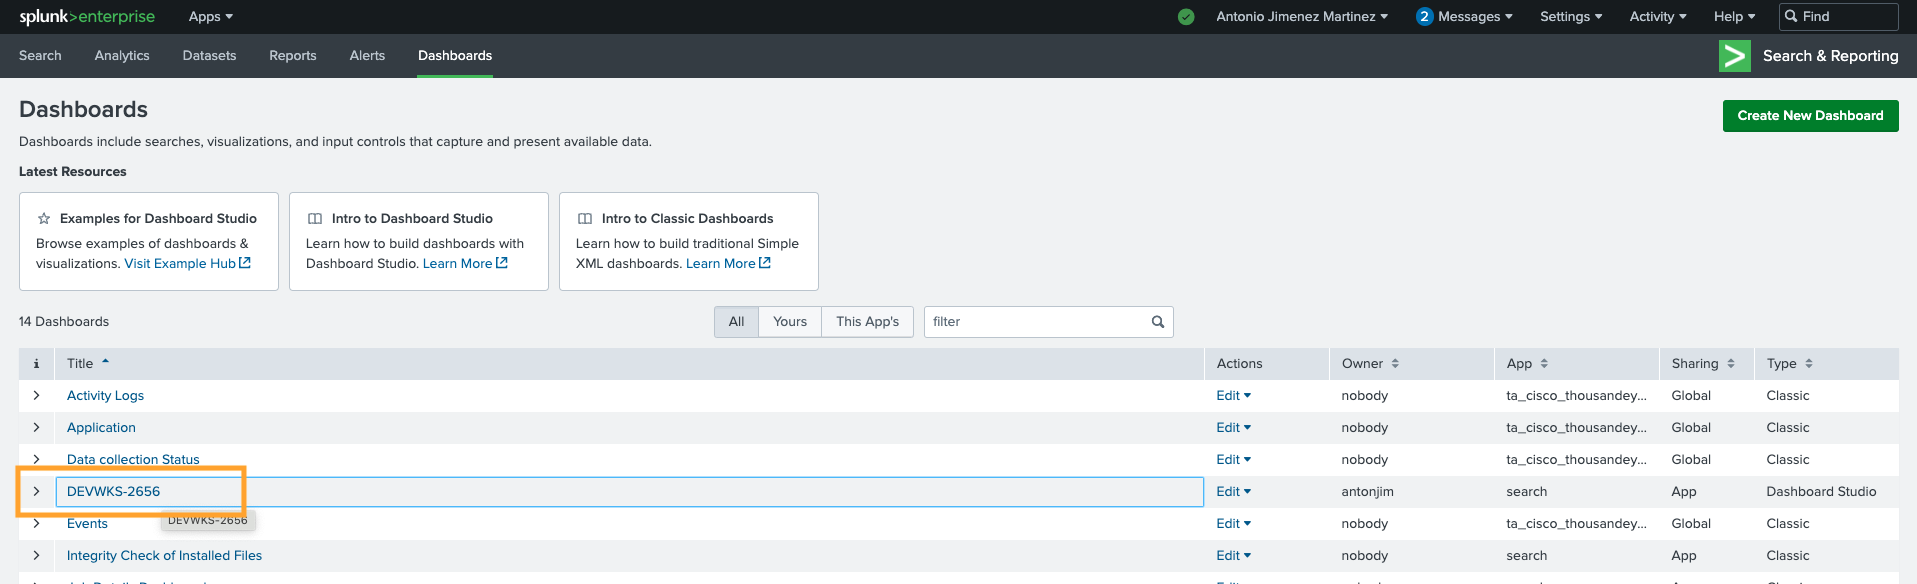 splunk>enterprise Apps Antonio Jimenez Martinez 2 Messages Settings Activity Help Find
Search Analytics Datasets Reports Alerts Dashboards Search & Reporting
Dashboards
Create New Dashboard
Dashboards include searches, visualizations, and input controls that capture and present available data.
Latest Resources
Examples for Dashboard Studio
Browse examples of dashboards &
visualizations. Visit Example Hub
Intro to Dashboard Studio
Learn how to build dashboards with
Dashboard Studio. Learn More
Intro to Classic Dashboards
Learn how to build traditional Simple
XML dashboards. Learn More
14 Dashboards All Yours This App's filter
i Title Actions Owner App Sharing Type
Activity Logs Edit nobody ta_cisco_thousandey... Global Classic
Application Edit nobody ta_cisco_thousandey... Global Classic
Data collection Status Edit nobody ta_cisco_thousandey... Global Classic
DEVWKS-2656 Edit antonjim search App Dashboard Studio
DEVWKS-2656
Events Edit nobody ta_cisco_thousandey... Global Classic
Integrity Check of Installed Files Edit nobody search App Classic